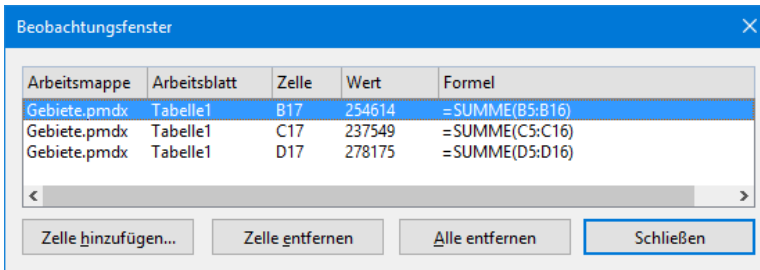 Beobachtungsfenster
Arbeitsmappe Arbeitsblatt Zelle Wert Formel
Gebiete.pmdx Tabelle1 B17 254614 =SUMME(B5:B16)
Gebiete.pmdx Tabelle1 C17 237549 =SUMME(C5:C16)
Gebiete.pmdx Tabelle1 D17 278175 =SUMME(D5:D16)
Zelle hinzufügen... Zelle entfernen Alle entfernen Schließen